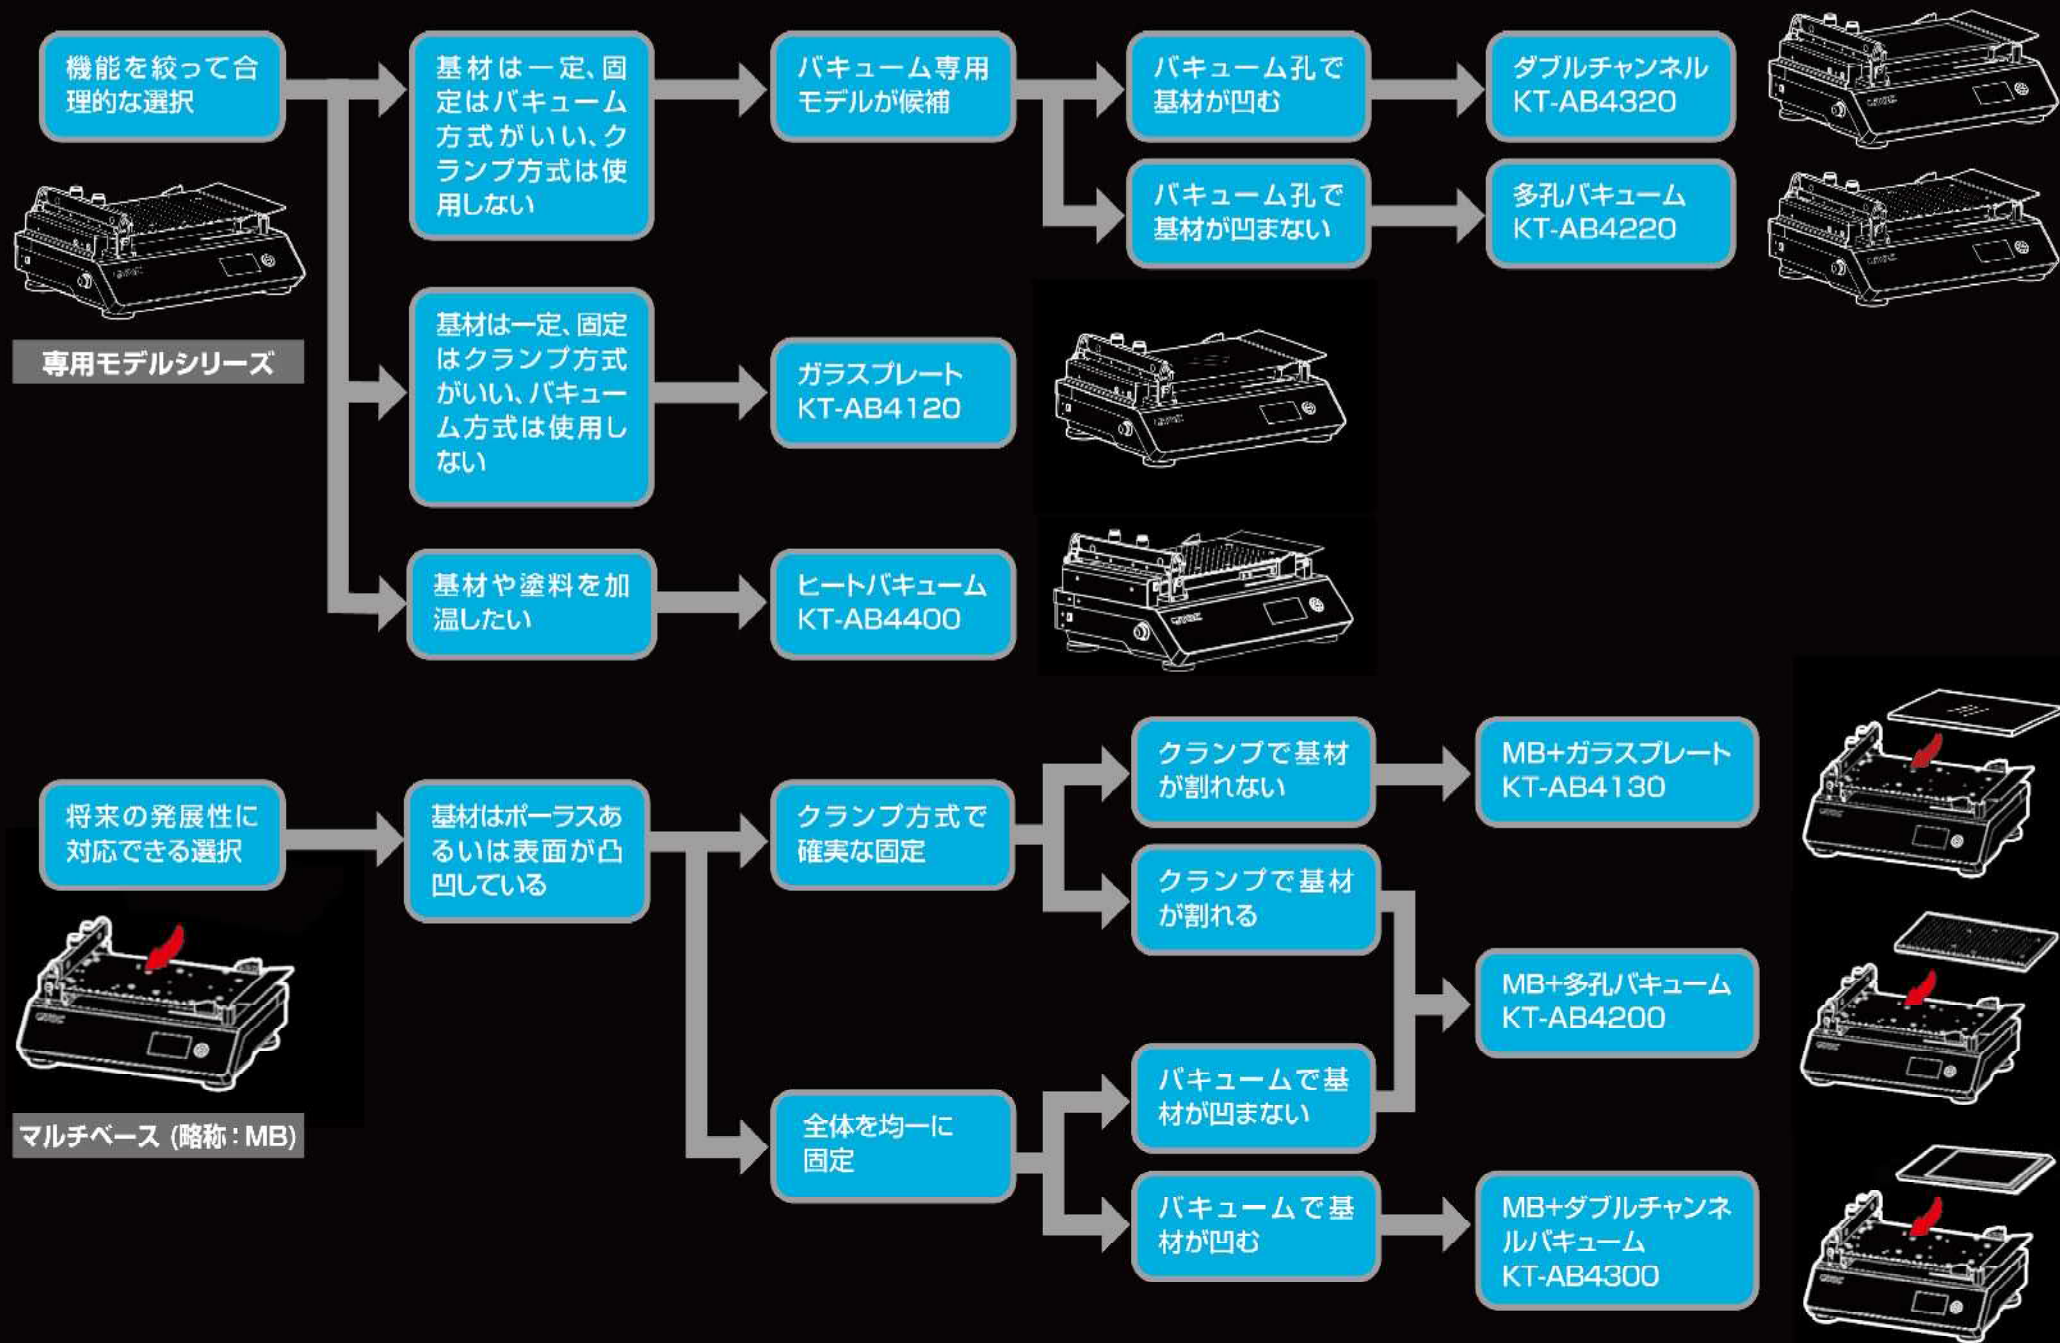 機能を絞って合
理的な選択
専用モデルシリーズ
基材は一定、固
定はバキューム
方式がいい、ク
ランプ方式は使
用しない
バキューム専用
モデルが候補
バキューム孔で
基材が凹む
ダブルチャンネル
KT-AB4320
バキューム孔で
基材が凹まない
多孔バキューム
KT-AB4220
基材は一定、固定
はクランプ方式
がいい、バキュー
ム方式は使用し
ない
ガラスプレート
KT-AB4120
基材や塗料を加
温したい
ヒートバキューム
KT-AB4400
将来の発展性に
対応できる選択
マルチベース (略称：MB)
基材はポーラスあ
るいは表面が凸
凹している
クランプ方式で
確実な固定
クランプで基材
が割れない
MB+ガラスプレート
KT-AB4130
クランプで基材
が割れる
MB+多孔バキューム
KT-AB4200
全体を均一に
固定
バキュームで基
材が凹まない
バキュームで基
材が凹む
MB+ダブルチャンネ
ルバキューム
KT-AB4300